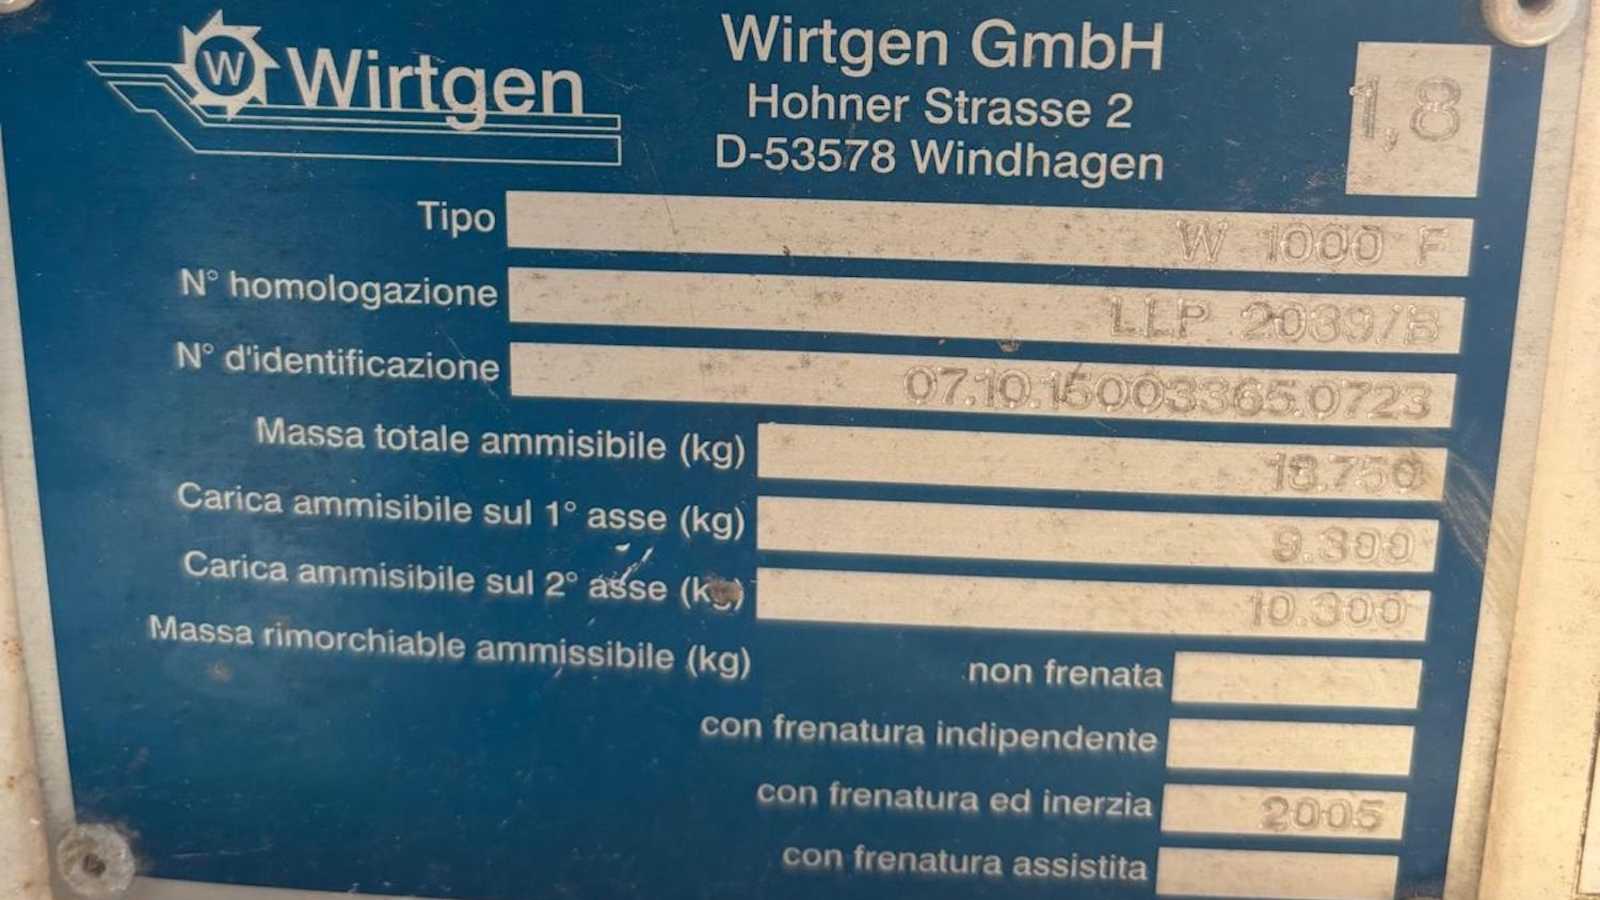 W Wirtgen
Wirtgen GmbH
Hohner Strasse 2
D-53578 Windhagen
1,8
Tipo W 1000 F
N° homologazione LLP 2039/B
N° d'identificazione 07.10.15003365.0723
Massa totale ammisibile (kg) 18.750
Carica ammisibile sul 1° asse (kg) 9.300
Carica ammisibile sul 2° asse (kg) 10.300
Massa rimorchiable ammissibile (kg)
non frenata
con frenatura indipendente
con frenatura ed inerzia 2005
con frenatura assistita